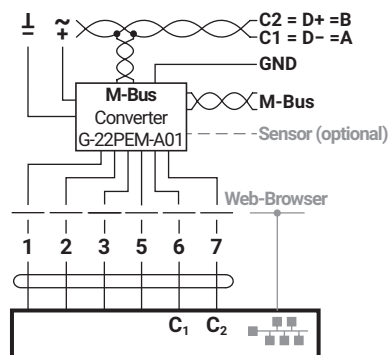 ⊥ ~ C2 = D+ =B
– + C1 = D− =A
GND
M-Bus
Converter
G-22PEM-A01
M-Bus
Sensor (optional)
Web-Browser
1 2 3 5 6 7
C₁ C₂